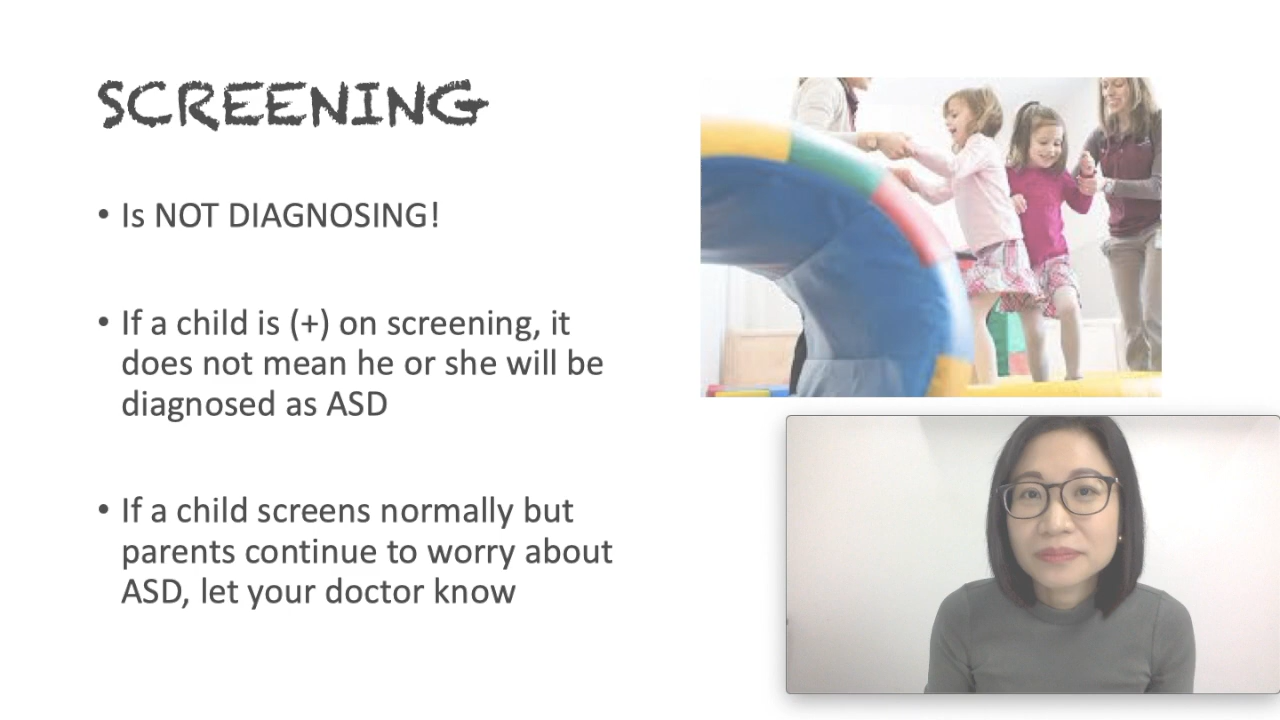 SCREENING
• Is NOT DIAGNOSING!
• If a child is (+) on screening, it
does not mean he or she will be
diagnosed as ASD
• If a child screens normally but
parents continue to worry about
ASD, let your doctor know